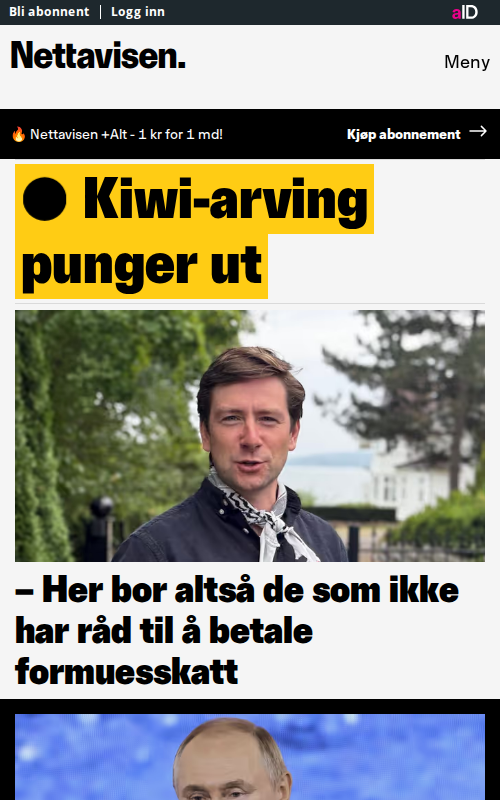 Bli abonnent
Logg inn
aID
Nettavisen.
Meny
Nettavisen +Alt - 1 kr for 1 md!
Kjøp abonnement
Kiwi-arving
punger ut
– Her bor altså de som ikke
har råd til å betale
formuesskatt